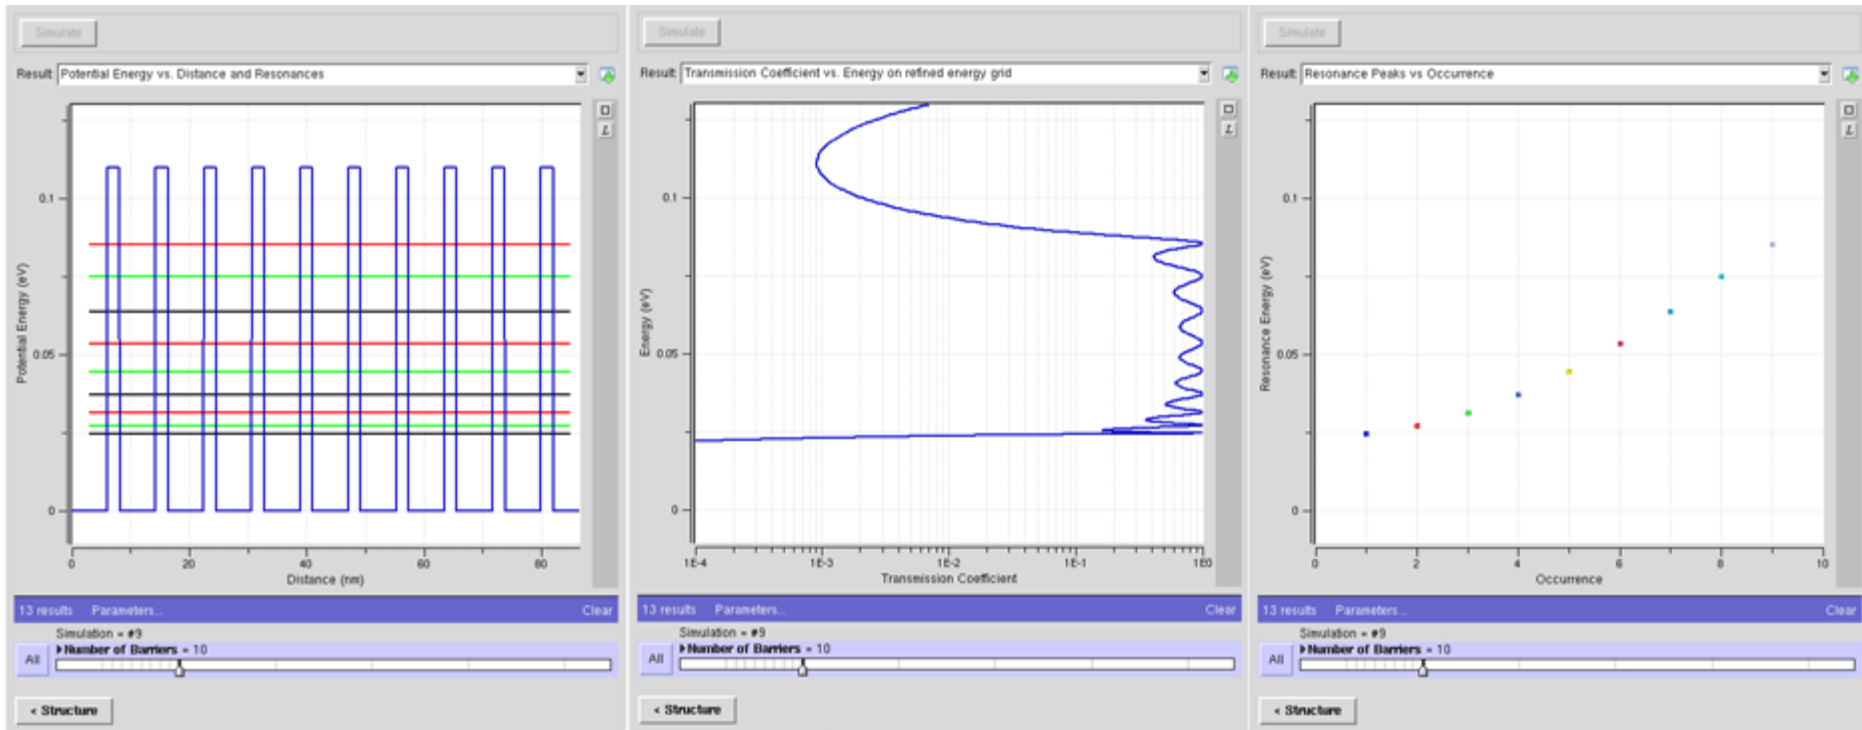 Simulate
Result: Potential Energy vs. Distance and Resonances
L
Potential Energy (eV)
0.1
0.05
0
0 20 40 60 80
Distance (nm)
13 results Parameters... Clear
Simulation = #9
All
Number of Barriers = 10
< Structure
Simulate
Result: Transmission Coefficient vs. Energy on refined energy grid
L
Energy (eV)
0.1
0.05
0
1E-4 1E-3 1E-2 1E-1 1E0
Transmission Coefficient
13 results Parameters... Clear
Simulation = #9
All
Number of Barriers = 10
< Structure
Simulate
Result: Resonance Peaks vs Occurrence
L
Resonance Energy (eV)
0.1
0.05
0
0 2 4 6 8 10
Occurrence
13 results Parameters... Clear
Simulation = #9
All
Number of Barriers = 10
< Structure